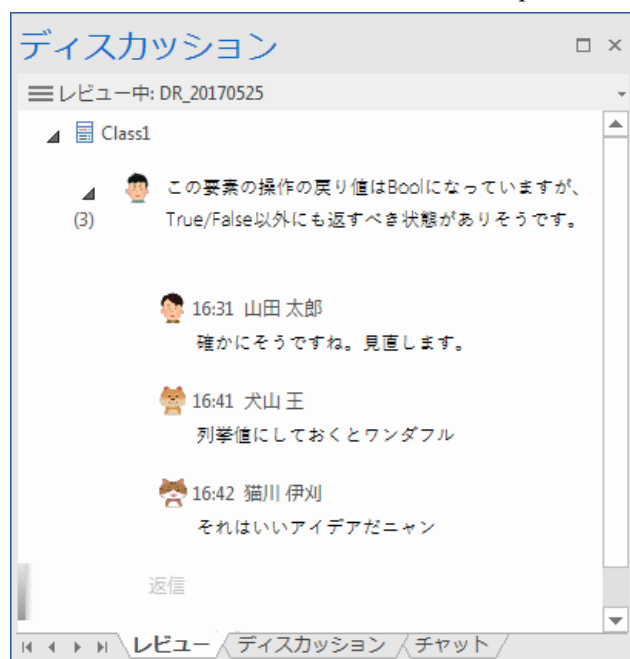 ディスカッション
レビュー中: DR_20170525
Class1
この要素の操作の戻り値はBoolになっていますが、
(3) True/False以外にも返すべき状態がありそうです。
16:31 山田 太郎
確かにそうですね。見直します。
16:41 犬山 王
列挙値にしておくとワンダフル
16:42 猫川 伊刈
それはいいアイデアだニャン
返信
レビュー ディスカッション チャット